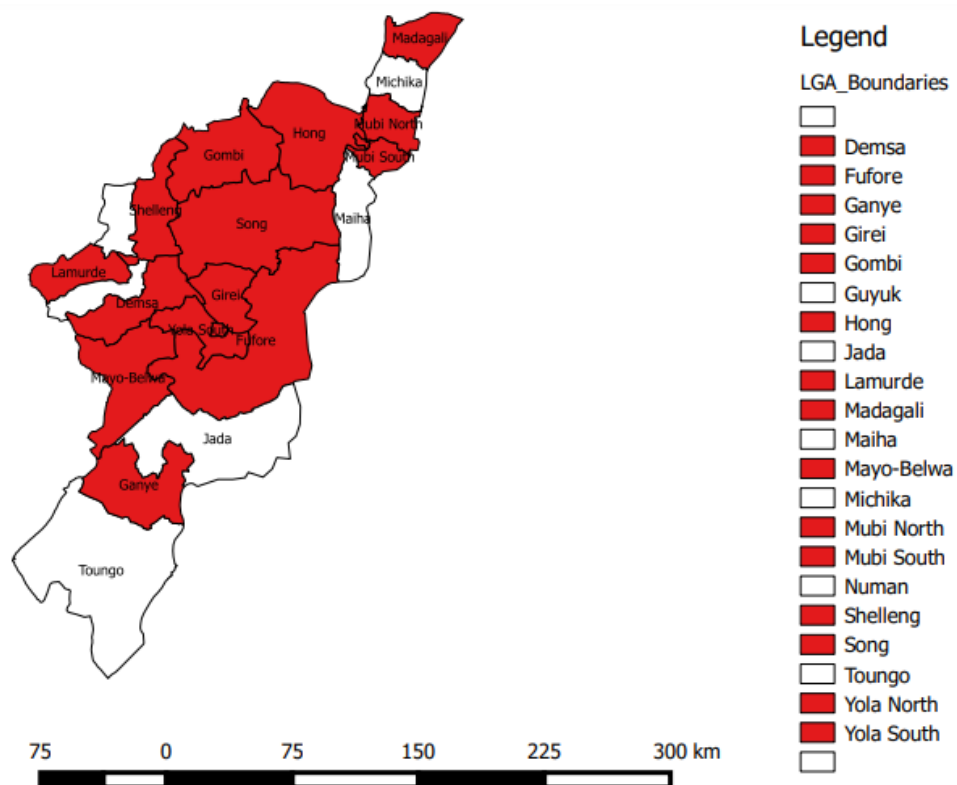 Madagali
Michika
Mubi North
Hong
Gombi
Mubi South
Shelleng
Song
Maiha
Lamurde
Girei
Demsa
Yola South
Fufore
Mayo-Belwa
Jada
Ganye
Toungo
75 0 75 150 225 300 km
Legend
LGA_Boundaries
Demsa
Fufore
Ganye
Girei
Gombi
Guyuk
Hong
Jada
Lamurde
Madagali
Maiha
Mayo-Belwa
Michika
Mubi North
Mubi South
Numan
Shelleng
Song
Toungo
Yola North
Yola South